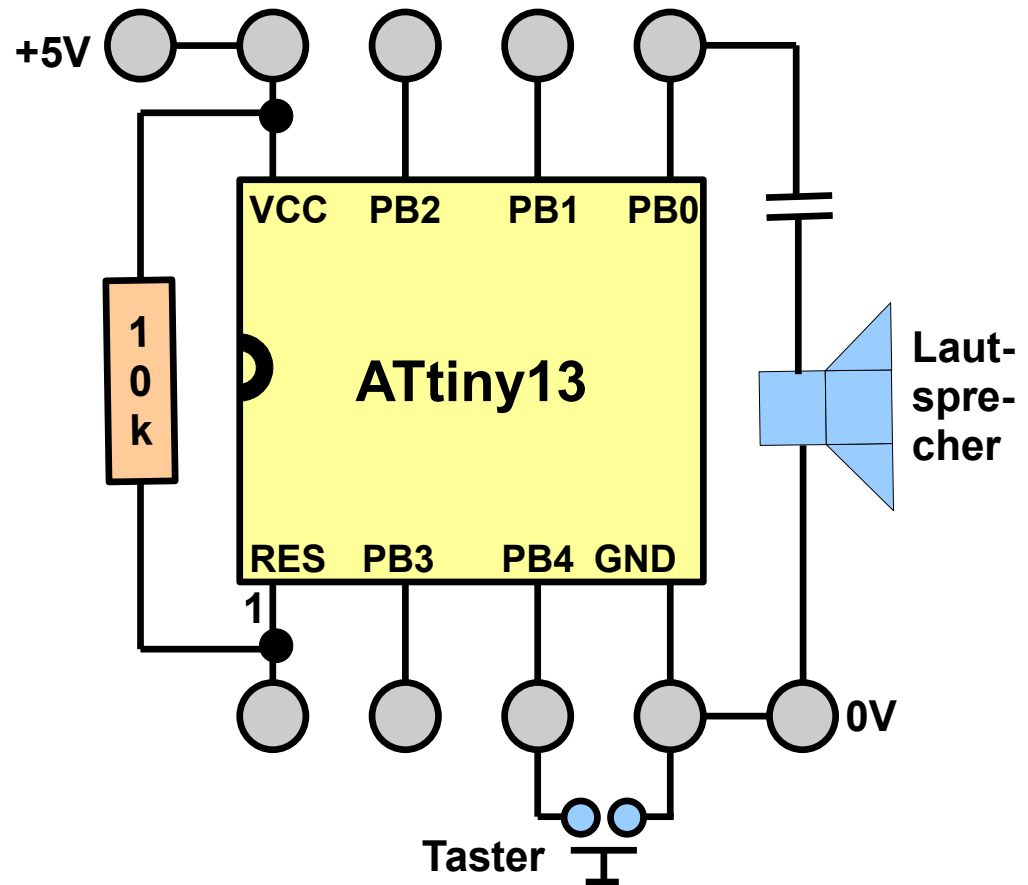 +5V
VCC PB2 PB1 PB0
1
0
k
ATtiny13
Laut-
spre-
cher
RES PB3 PB4 GND
1
0V
Taster